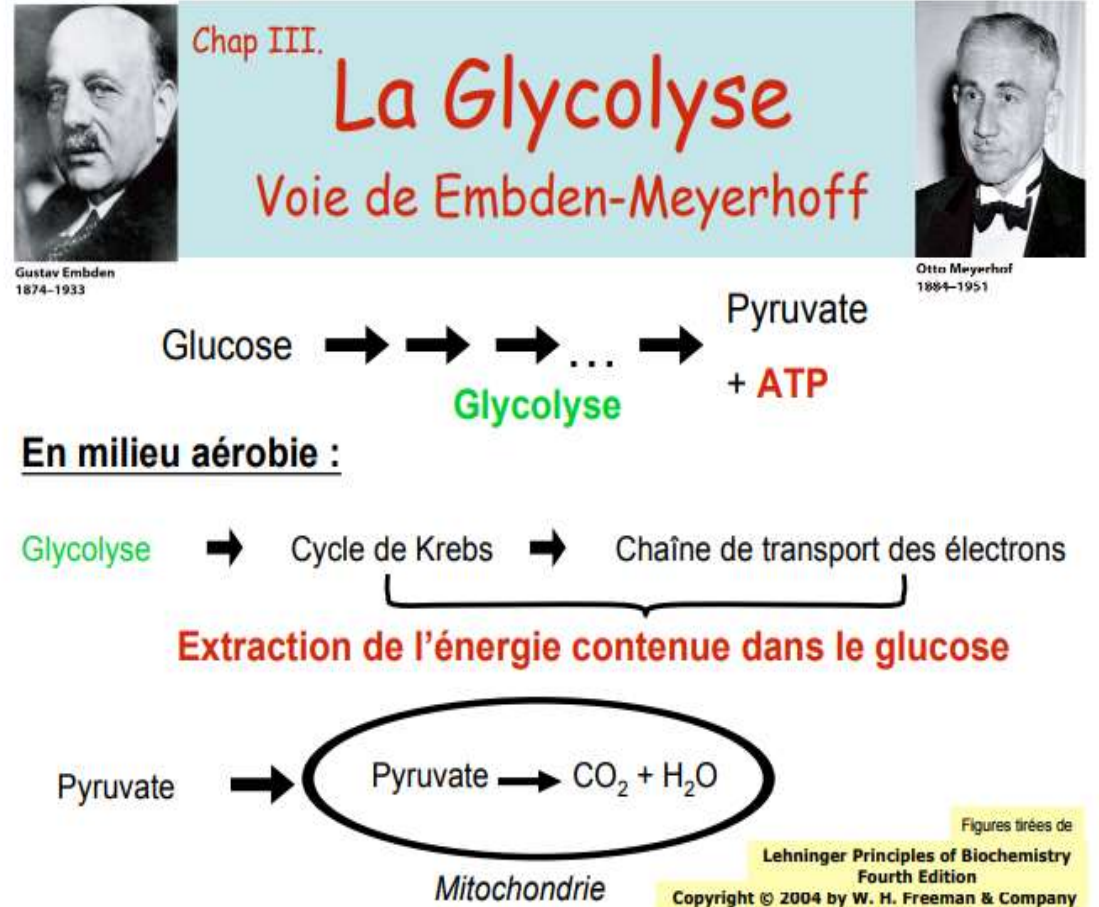 Chap III.
La Glycolyse
Voie de Embden-Meyerhoff
Gustav Embden
1874–1933
Otto Meyerhof
1884–1951
Glucose
...
Pyruvate
+ ATP
Glycolyse
En milieu aérobie :
Glycolyse
Cycle de Krebs
Chaîne de transport des électrons
Extraction de l'énergie contenue dans le glucose
Pyruvate
Pyruvate
CO₂ + H₂O
Mitochondrie
Figures tirées de
Lehninger Principles of Biochemistry
Fourth Edition
Copyright © 2004 by W. H. Freeman & Company